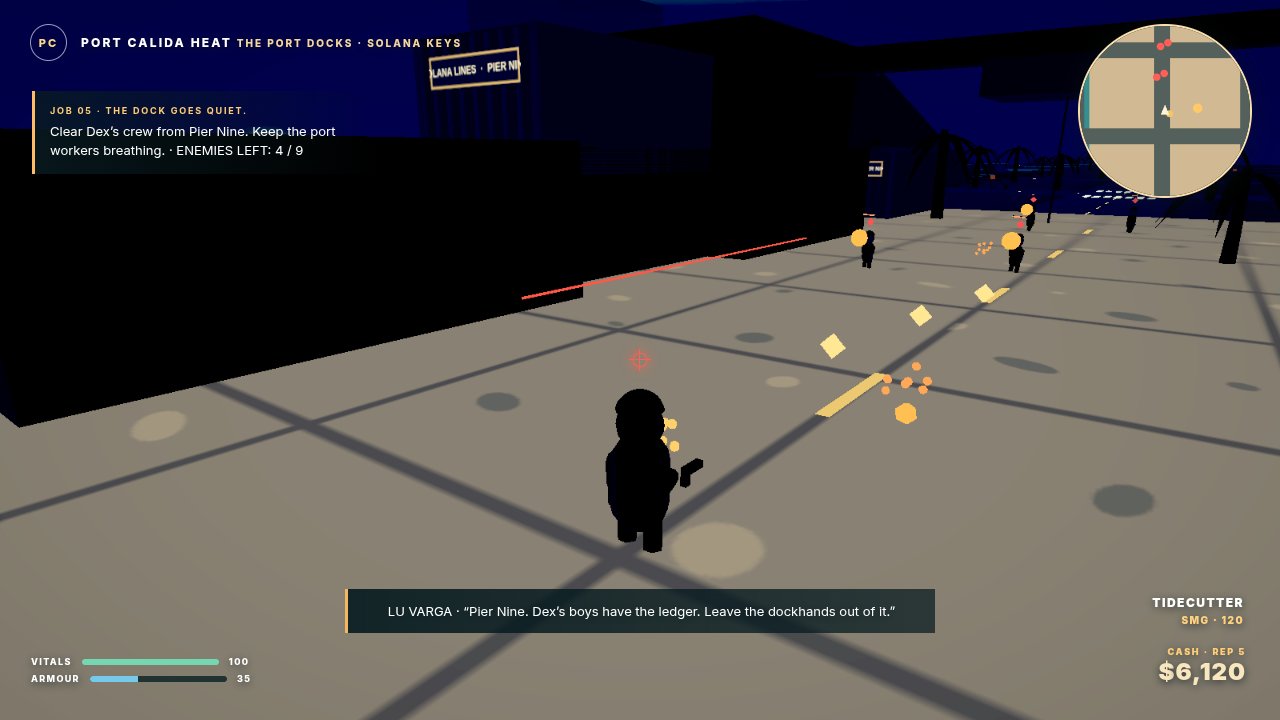 PC PORT CALIDA HEAT THE PORT DOCKS · SOLANA KEYS
LANA LINES · PIER NI
JOB 05 · THE DOCK GOES QUIET.
Clear Dex’s crew from Pier Nine. Keep the port
workers breathing. · ENEMIES LEFT: 4 / 9
LU VARGA · “Pier Nine. Dex’s boys have the ledger. Leave the dockhands out of it.”
TIDECUTTER
SMG · 120
CASH · REP 5
$6,120
VITALS 100
ARMOUR 35